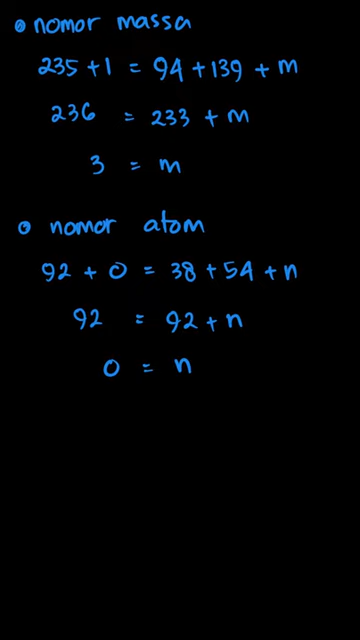 nomor massa
235 + 1 = 94 + 139 + m
236 = 233 + m
3 = m
nomor atom
92 + 0 = 38 + 54 + n
92 = 92 + n
0 = n